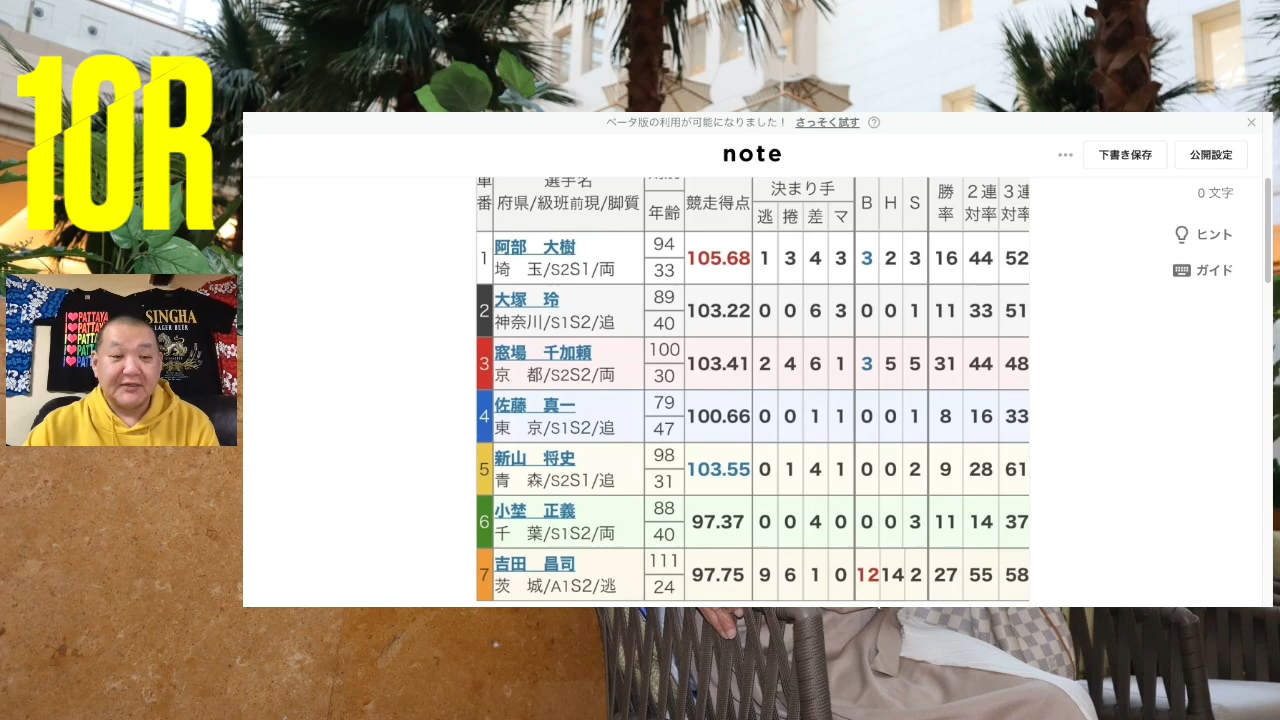 10R
ベータ版の利用が可能になりました！ さっそく試す ?
note
下書き保存
公開設定
0 文字
ヒント
ガイド
車番 選手名 府県/級班前現/脚質 年齢 競走得点 決まり手 逃 捲 差 マ B H S 勝率 ２連対率 ３連対率
1 阿部 大樹 94 105.68 1 3 4 3 3 2 3 16 44 52
埼 玉/S2S1/両 33
2 大塚 玲 89 103.22 0 0 6 3 0 0 1 11 33 51
神奈川/S1S2/追 40
3 窓場 千加頼 100 103.41 2 4 6 1 3 5 5 31 44 48
京 都/S2S2/両 30
4 佐藤 真一 79 100.66 0 0 1 1 0 0 1 8 16 33
東 京/S1S2/追 47
5 新山 将史 98 103.55 0 1 4 1 0 0 2 9 28 61
青 森/S2S1/追 31
6 小埜 正義 88 97.37 0 0 4 0 0 0 3 11 14 37
千 葉/S1S2/両 40
7 吉田 昌司 111 97.75 9 6 1 0 12 14 2 27 55 58
茨 城/A1S2/逃 24
I PATTAYA
SINGHA
LAGER BEER